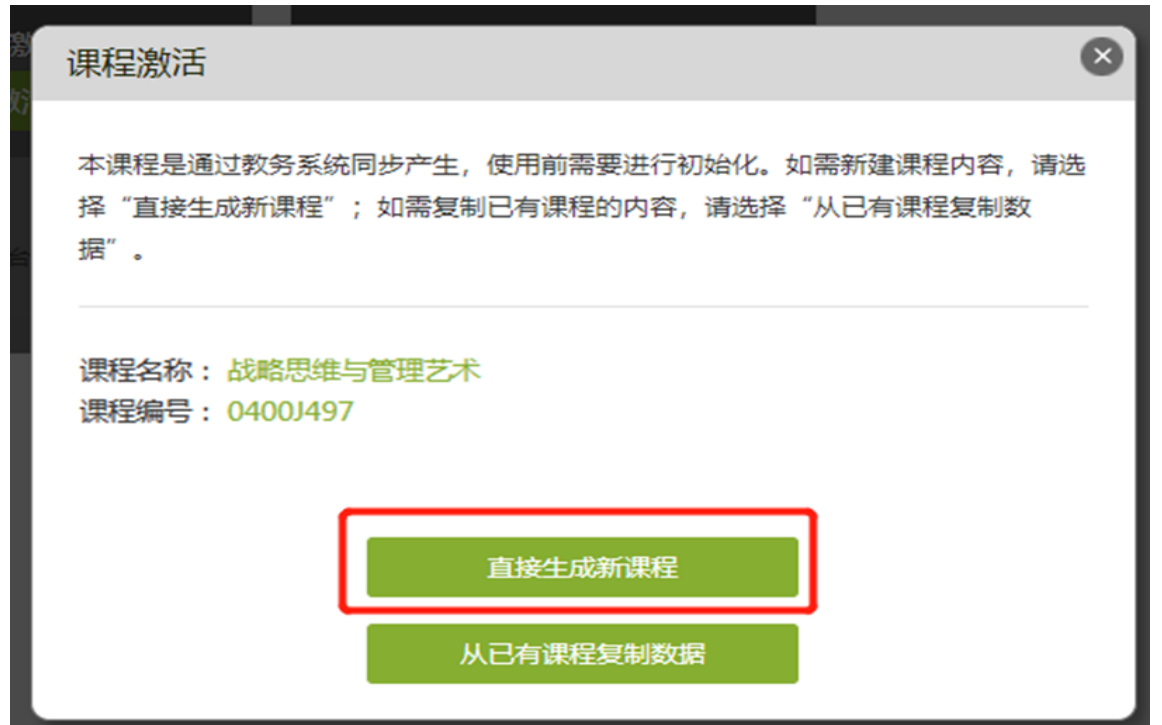 课程激活
本课程是通过教务系统同步产生，使用前需要进行初始化。如需新建课程内容，请选
择“直接生成新课程”；如需复制已有课程的内容，请选择“从已有课程复制数
据”。
课程名称：战略思维与管理艺术
课程编号：0400J497
直接生成新课程
从已有课程复制数据